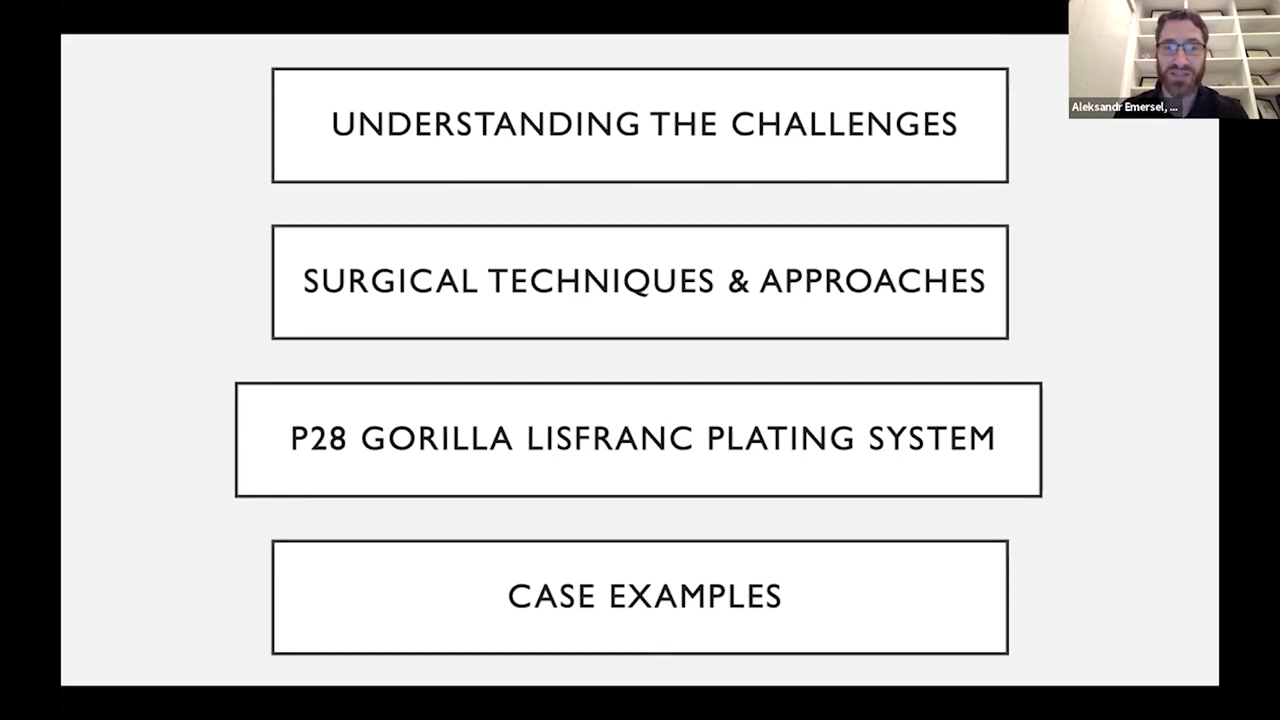 UNDERSTANDING THE CHALLENGES
Aleksandr Emersel, ...
SURGICAL TECHNIQUES & APPROACHES
P28 GORILLA LISFRANC PLATING SYSTEM
CASE EXAMPLES